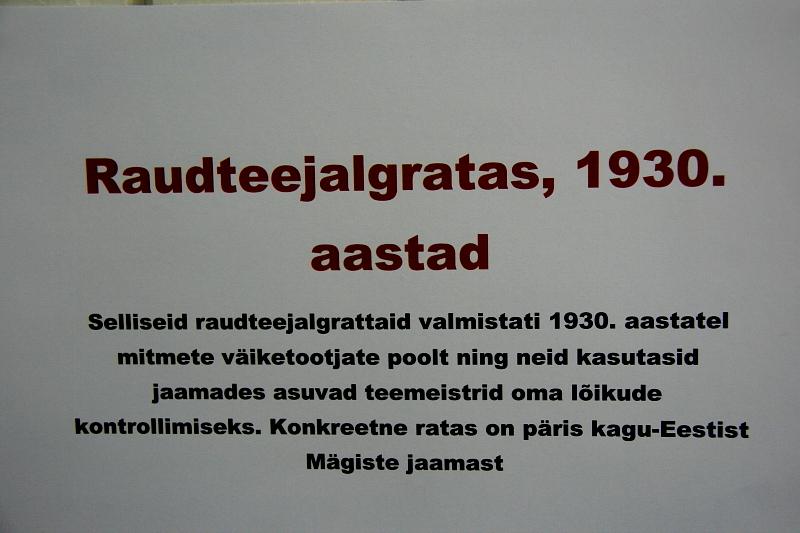 Raudteejalgratas, 1930.
aastad
Selliseid raudteejalgrattaid valmistati 1930. aastatel
mitmete väiketootjate poolt ning neid kasutasid
jaamades asuvad teemeistrid oma lõikude
kontrollimiseks. Konkreetne ratas on päris kagu-Eestist
Mägiste jaamast